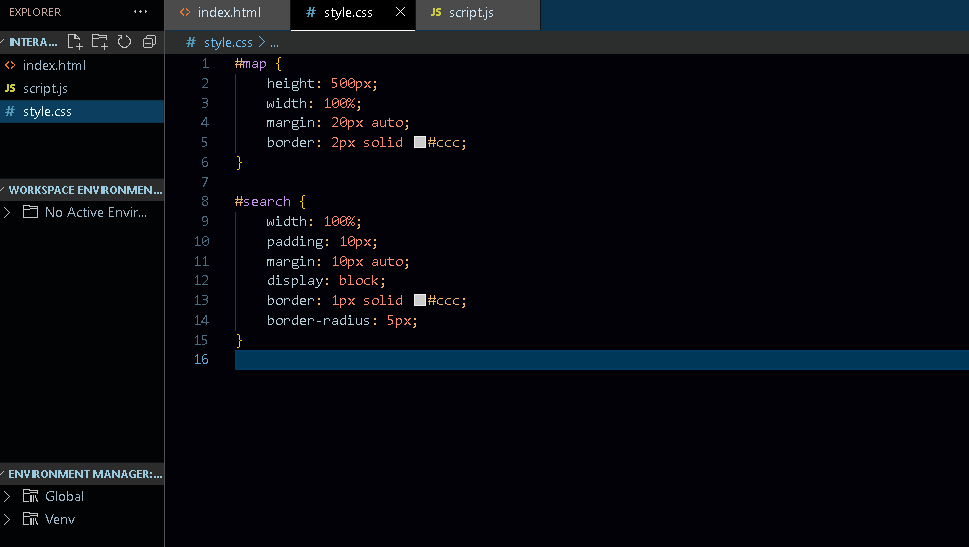 EXPLORER ...
index.html
style.css
JS script.js
INTERA...
index.html
JS script.js
# style.css
WORKSPACE ENVIRONMEN...
No Active Envir...
ENVIRONMENT MANAGER:...
Global
Venv
# style.css > ...
1 #map {
2 height: 500px;
3 width: 100%;
4 margin: 20px auto;
5 border: 2px solid #ccc;
6 }
7
8 #search {
9 width: 100%;
10 padding: 10px;
11 margin: 10px auto;
12 display: block;
13 border: 1px solid #ccc;
14 border-radius: 5px;
15 }
16